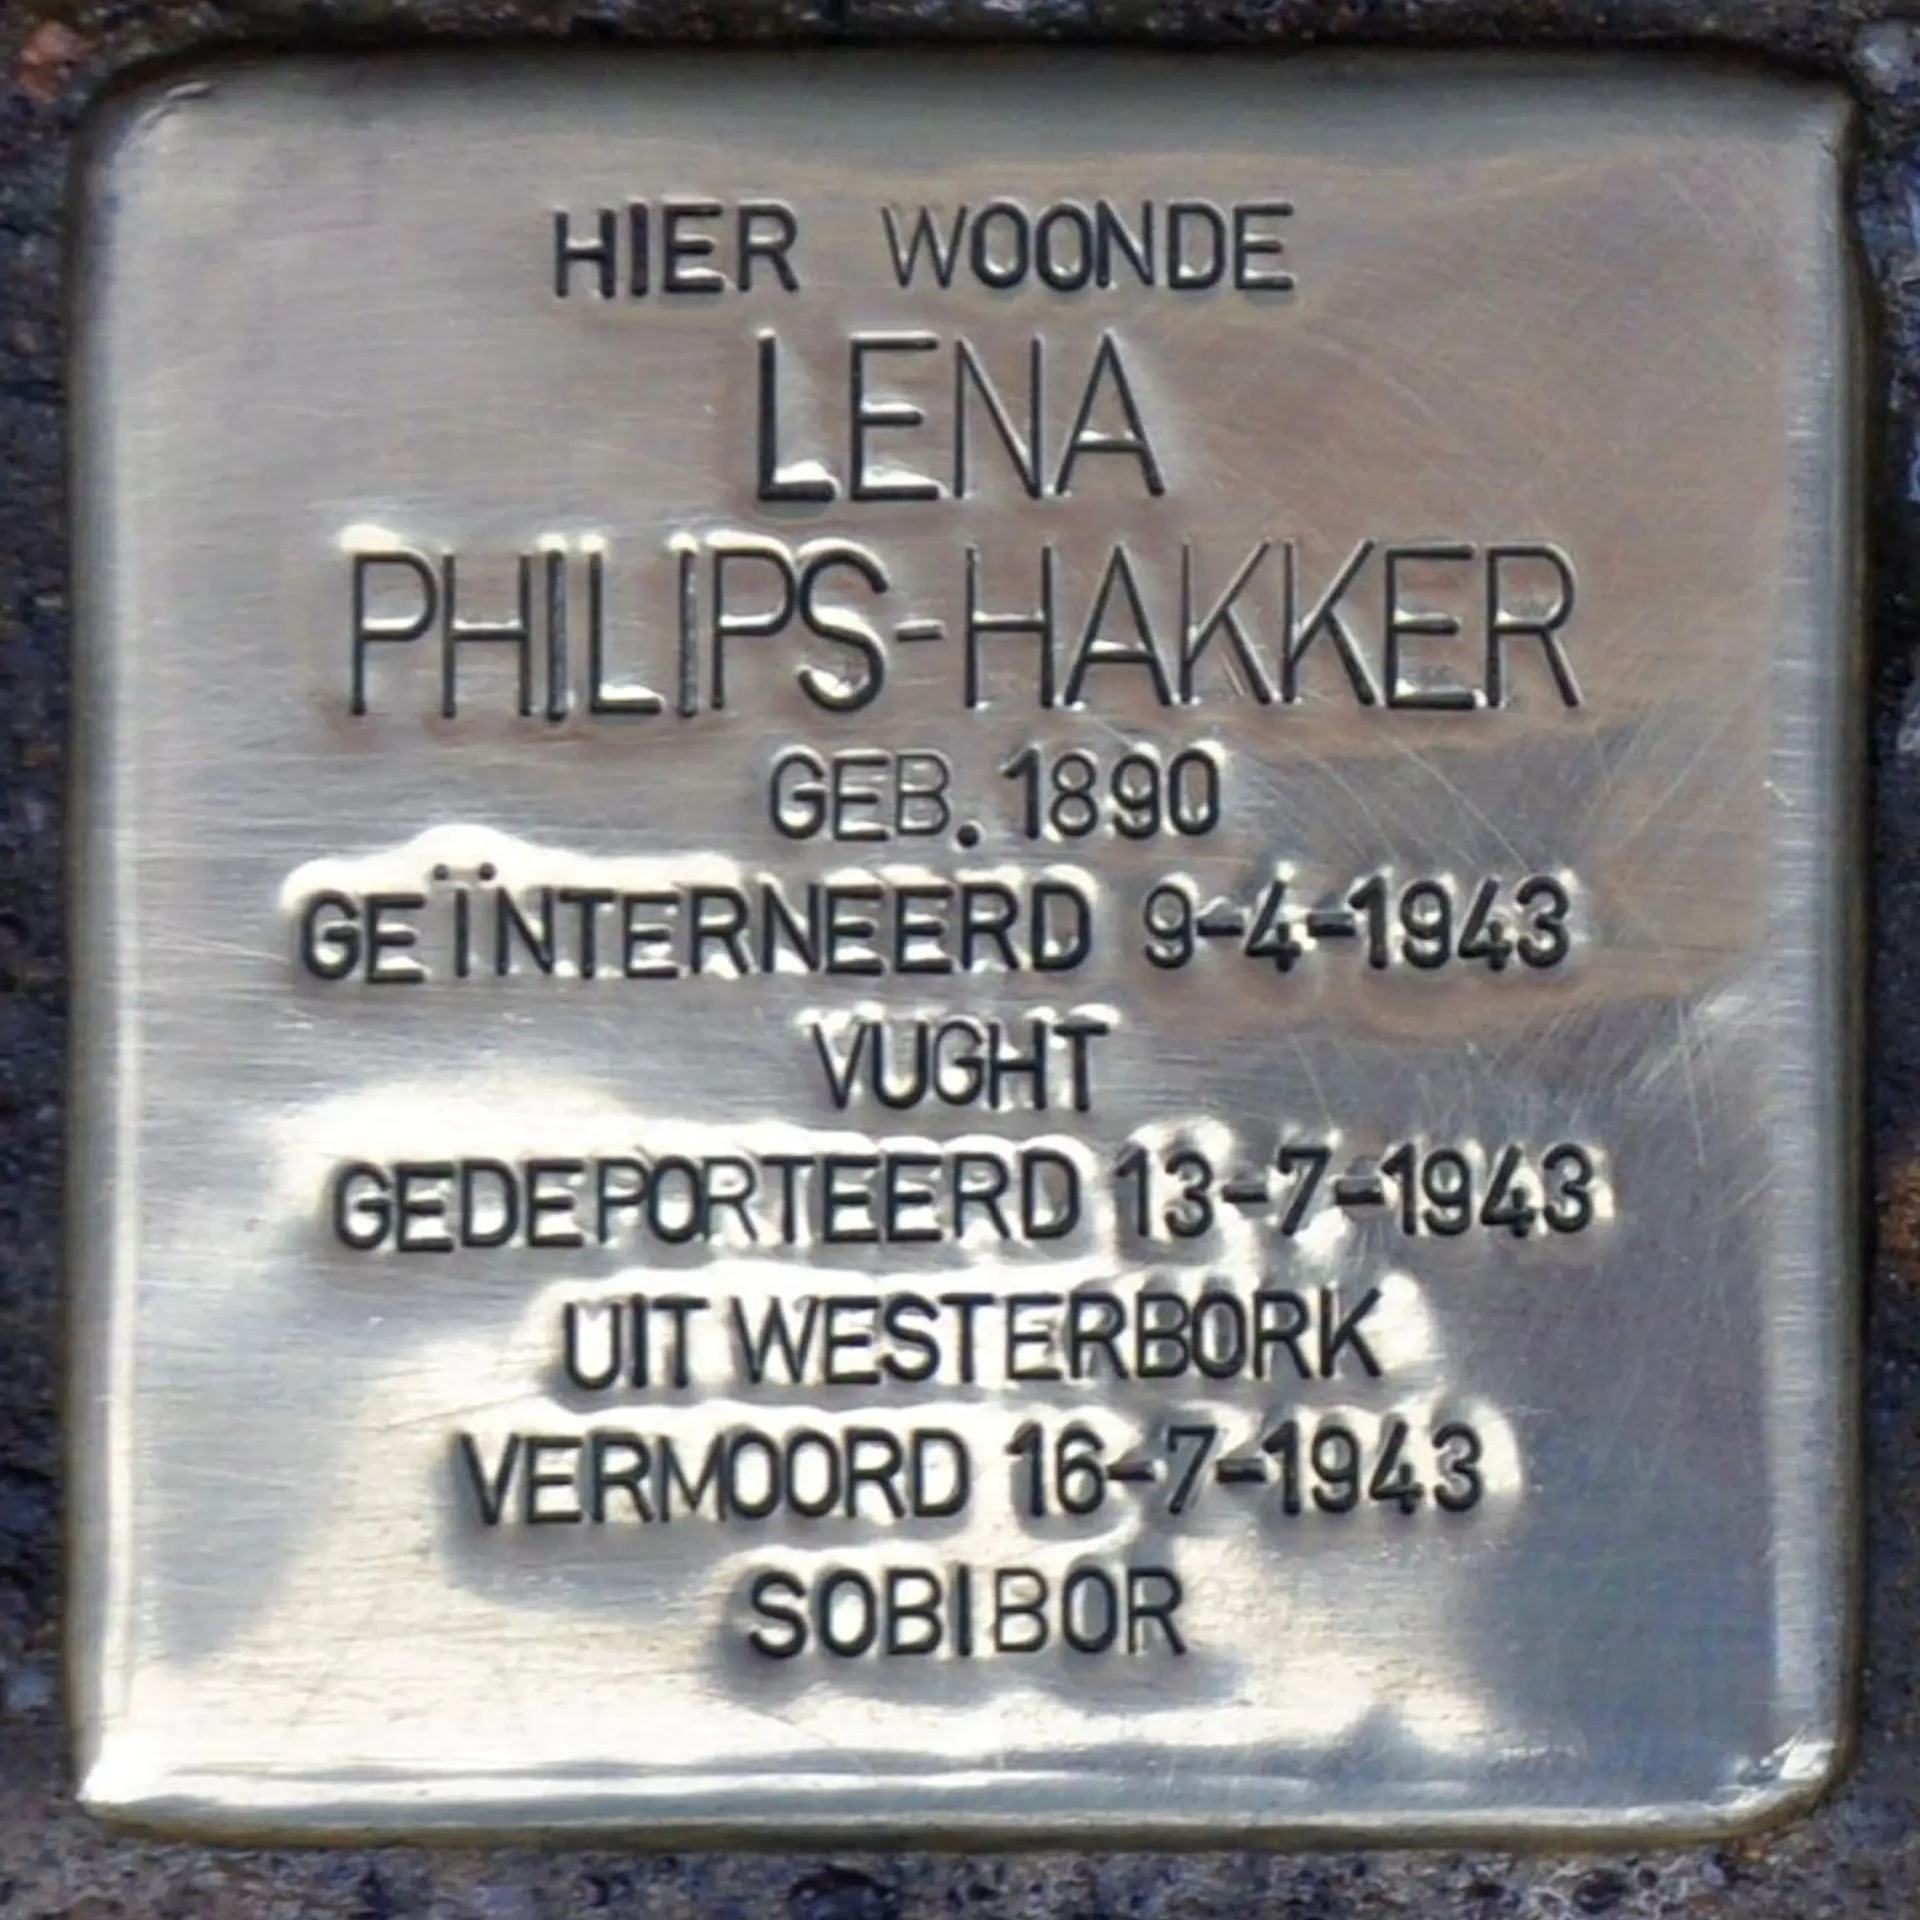 HIER WOONDE
LENA
PHILIPS-HAKKER
GEB. 1890
GEÏNTERNEERD 9-4-1943
VUGHT
GEDEPORTEERD 13-7-1943
UIT WESTERBORK
VERMOORD 16-7-1943
SOBIBOR